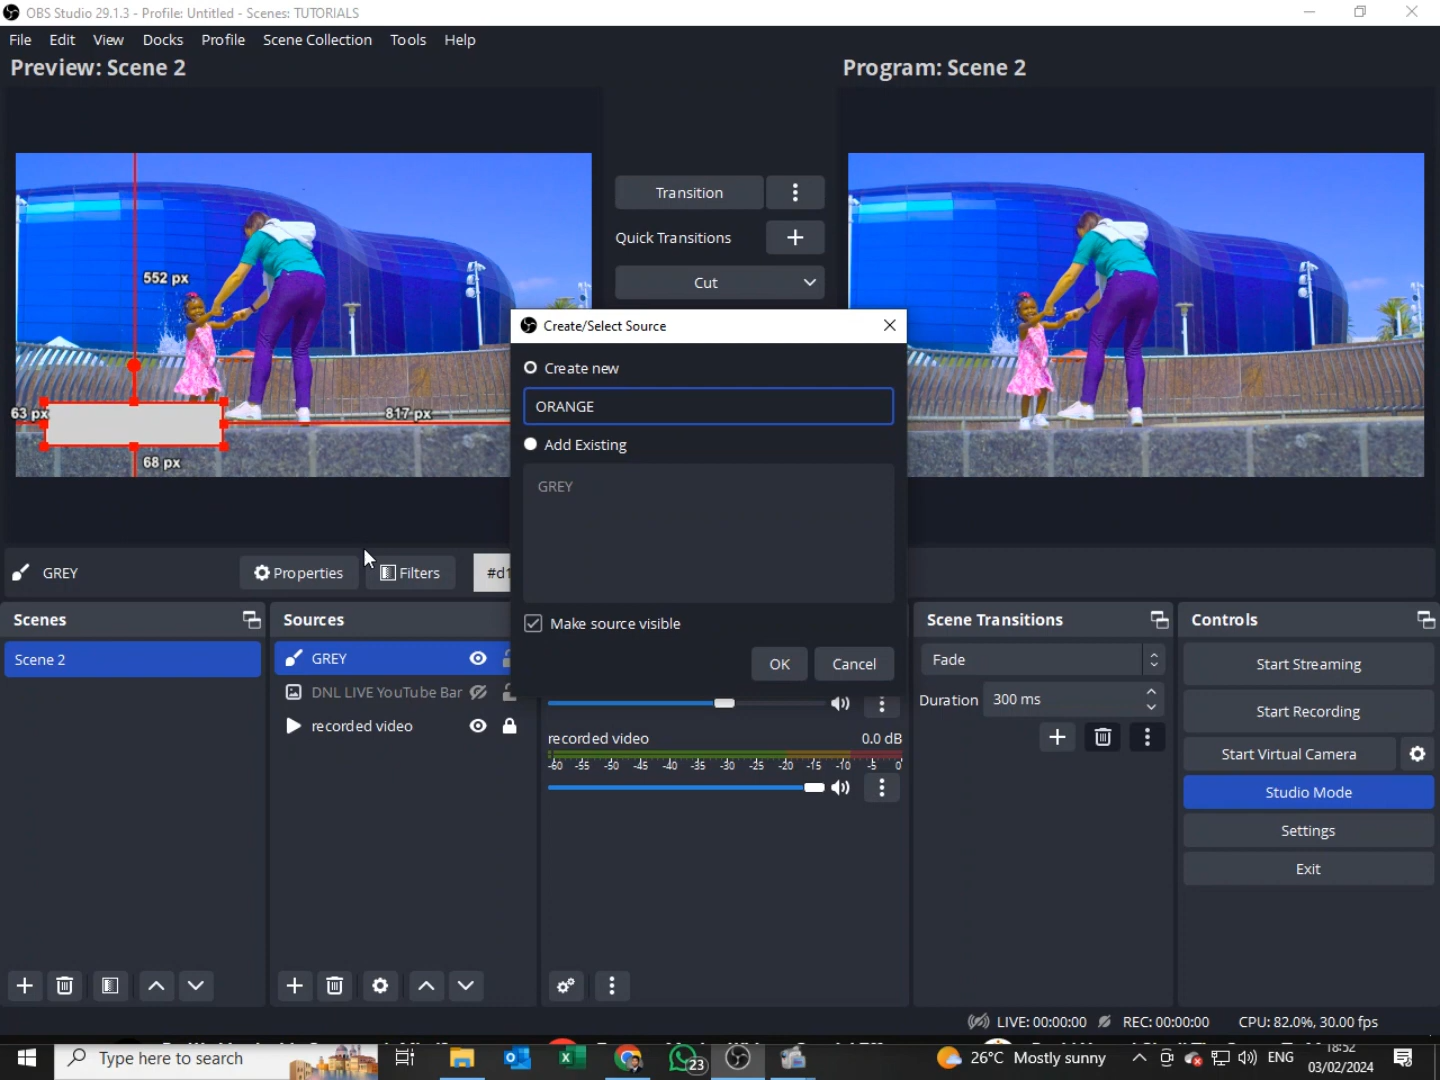 OBS Studio 29.1.3 - Profile: Untitled - Scenes: TUTORIALS
File Edit View Docks Profile Scene Collection Tools Help
Preview: Scene 2
Program: Scene 2
Transition
Quick Transitions
Cut
552 px
63 px
817 px
68 px
Create/Select Source
Create new
ORANGE
Add Existing
GREY
Make source visible
OK Cancel
GREY
Properties
Filters
#d1
Scenes
Scene 2
Sources
GREY
DNL LIVE YouTube Bar
recorded video
recorded video 0.0 dB
-60 -55 -50 -45 -40 -35 -30 -25 -20 -15 -10 -5 0
Scene Transitions
Fade
Duration 300 ms
Controls
Start Streaming
Start Recording
Start Virtual Camera
Studio Mode
Settings
Exit
LIVE: 00:00:00 REC: 00:00:00 CPU: 82.0%, 30.00 fps
Type here to search
23
26°C Mostly sunny
ENG
18:52
03/02/2024